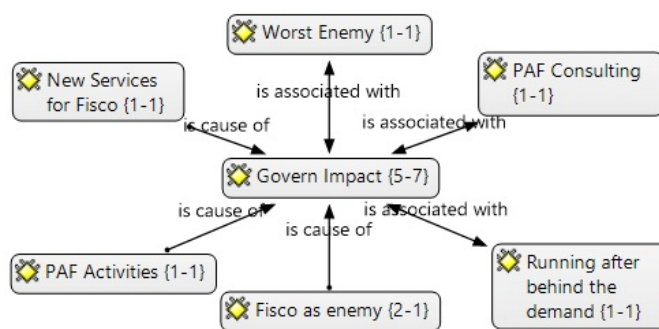 Worst Enemy {1-1}
New Services
for Fisco {1-1}
PAF Consulting
{1-1}
is associated with
is cause of
is associated with
Govern Impact {5-7}
is cause of
is associated with
is cause of
PAF Activities {1-1}
Fisco as enemy {2-1}
Running after
behind the
demand {1-1}